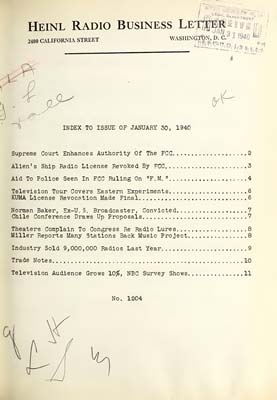 HEINL RADIO BUSINESS LETTER
2400 CALIFORNIA STREET WASHINGTON, D. C.
JAN 31 1940
OK
INDEX TO ISSUE OF JANUARY 30, 1940
Supreme Court Enhances Authority Of The FCC..................2
Alien's Ship Radio License Revoked By FCC....................3
Aid To Police Seen In FCC Ruling On "F.M."...................4
Television Tour Covers Eastern Experiments...................6
KUMA License Revocation Made Final...........................6
Norman Baker, Ex-U.S. Broadcaster, Convicted.................7
Chile Conference Draws Up Proposals..........................7
Theaters Complain To Congress Re Radio Lures.................8
Miller Reports Many Stations Back Music Project..............8
Industry Sold 9,000,000 Radios Last Year.....................9
Trade Notes.................................................10
Television Audience Grows 10%, NBC Survey Shows.............11
No. 1204